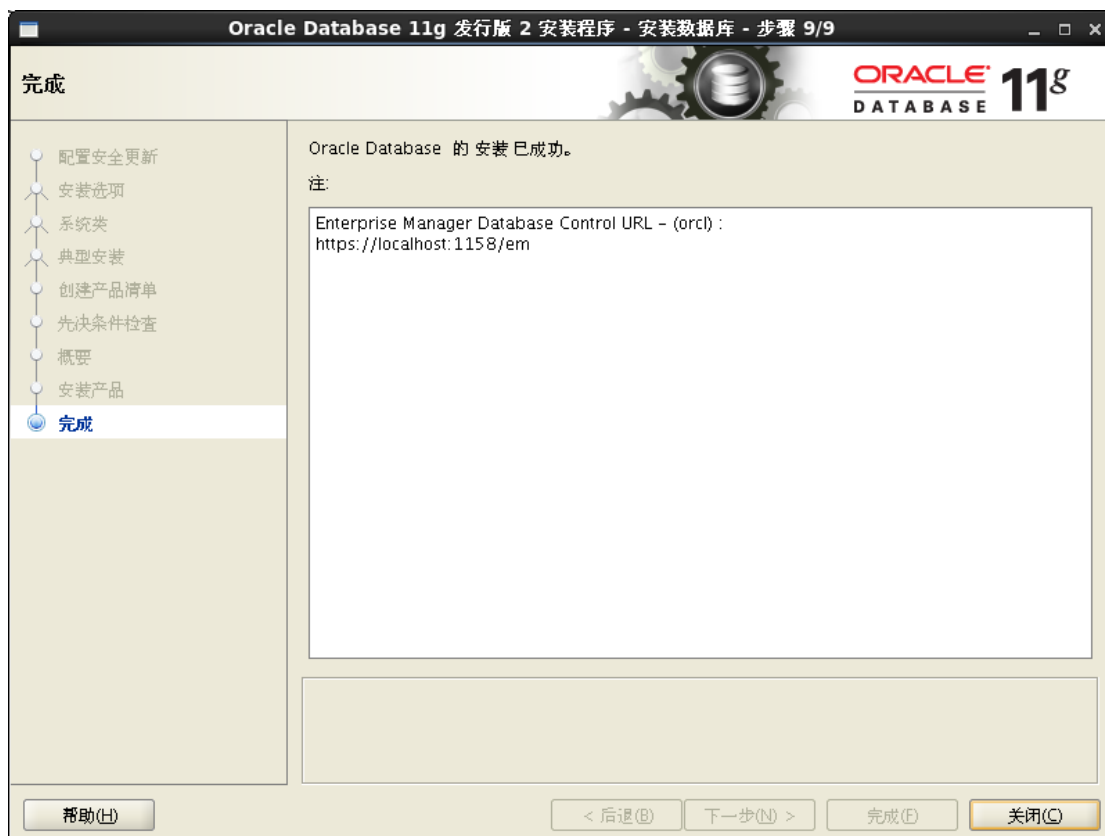 Oracle Database 11g 发行版 2 安装程序 - 安装数据库 - 步骤 9/9
完成
ORACLE
DATABASE
11g
配置安全更新
安装选项
系统类
典型安装
创建产品清单
先决条件检查
概要
安装产品
完成
Oracle Database 的 安装 已成功。
注:
Enterprise Manager Database Control URL - (orcl) :
https://localhost:1158/em
帮助(H)
< 后退(B)
下一步(N) >
完成(F)
关闭(C)